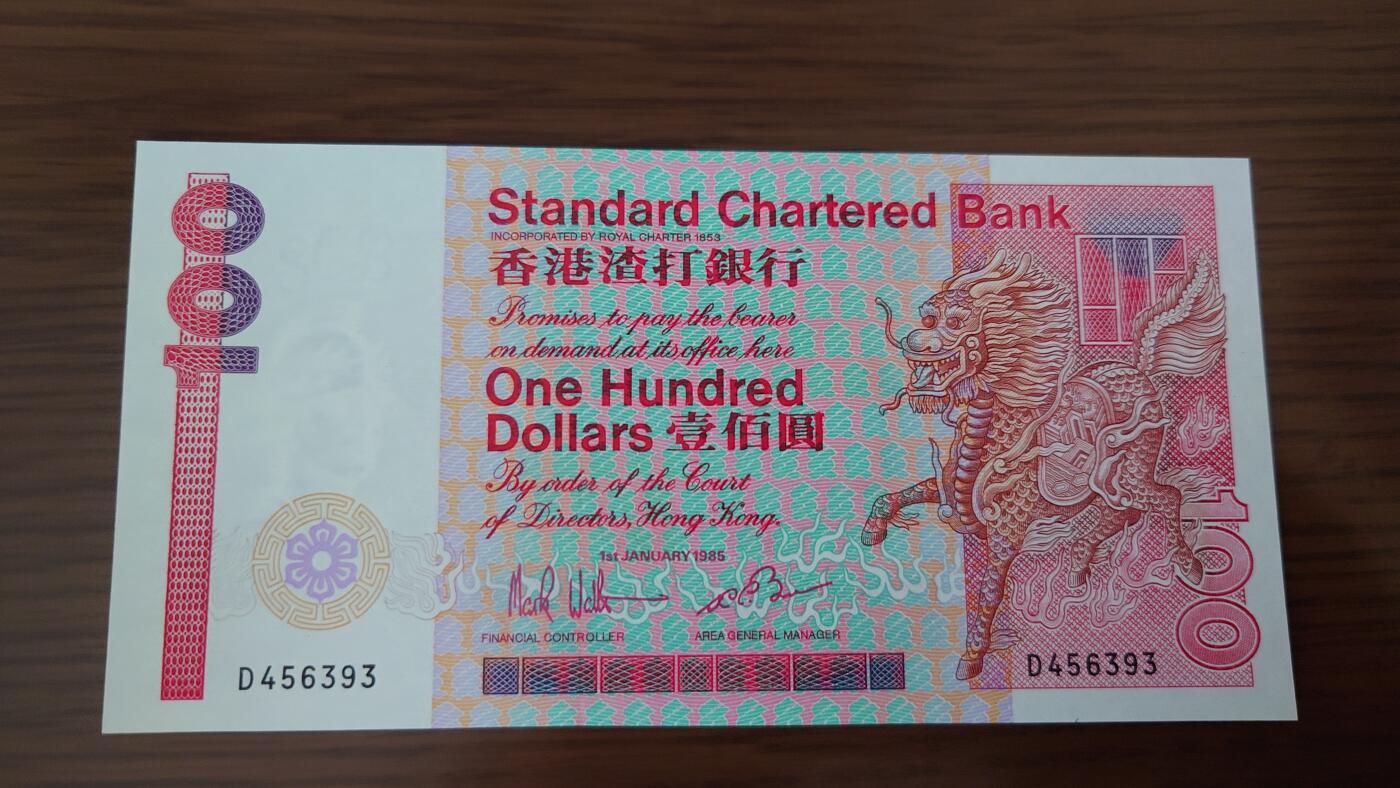 100
Standard Chartered Bank
INCORPORATED BY ROYAL CHARTER 1853
香港渣打銀行
Promises to pay the bearer
on demand at its office here
One Hundred
Dollars 壹佰圓
By order of the Court
of Directors, Hong Kong.
1st JANUARY 1985
FINANCIAL CONTROLLER AREA GENERAL MANAGER
D456393 D456393
100